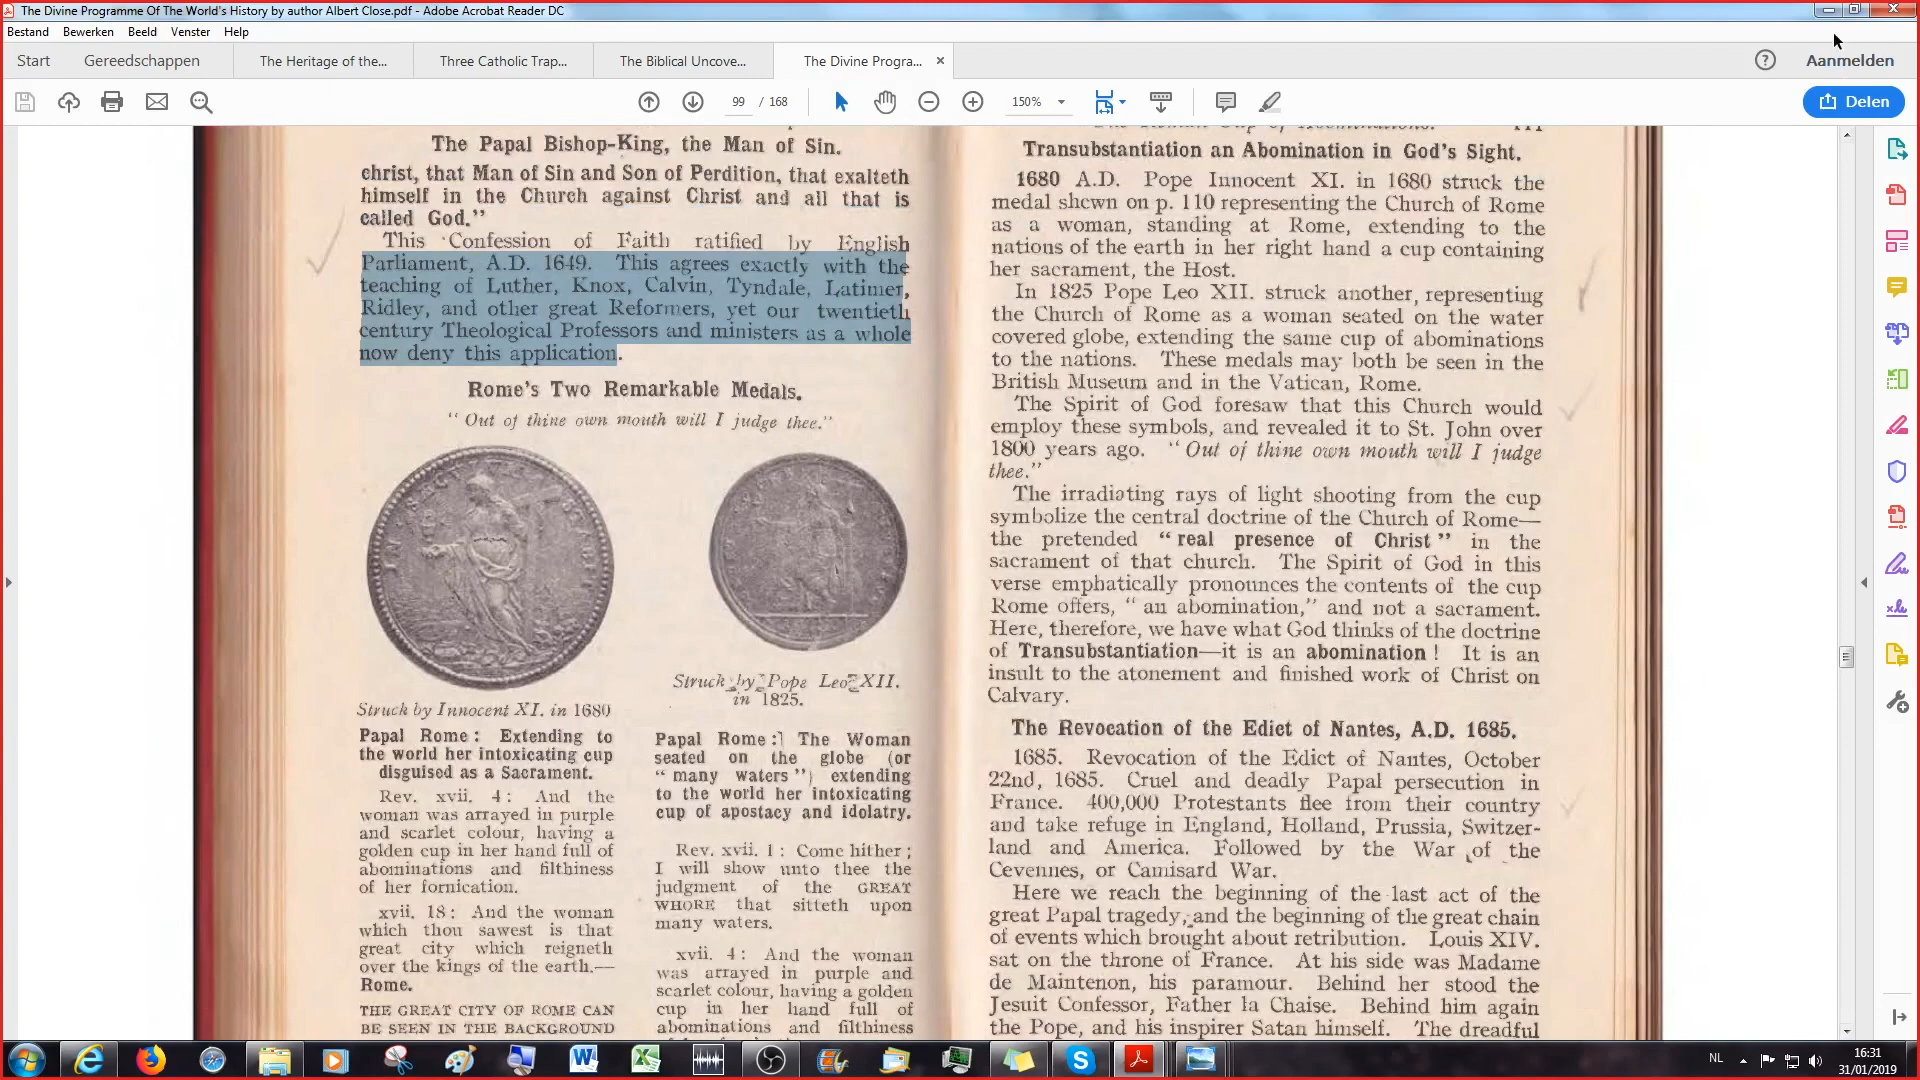 The Divine Programme Of The World's History by author Albert Close.pdf - Adobe Acrobat Reader DC
Bestand Bewerken Beeld Venster Help
Start Gereedschappen The Heritage of the... Three Catholic Trap... The Biblical Uncove... The Divine Progra... Aanmelden
99 / 168 150% Delen
The Papal Bishop-King, the Man of Sin.
christ, that Man of Sin and Son of Perdition, that exalteth
himself in the Church against Christ and all that is
called God."
This Confession of Faith ratified by English
Parliament, A.D. 1649. This agrees exactly with the
teaching of Luther, Knox, Calvin, Tyndale, Latimer,
Ridley, and other great Reformers, yet our twentieth
century Theological Professors and ministers as a whole
now deny this application.
Rome's Two Remarkable Medals.
"Out of thine own mouth will I judge thee."
Struck by Innocent XI. in 1680
Papal Rome: Extending to
the world her intoxicating cup
disguised as a Sacrament.
Rev. xvii. 4: And the
woman was arrayed in purple
and scarlet colour, having a
golden cup in her hand full of
abominations and filthiness
of her fornication.
xvii. 18: And the woman
which thou sawest is that
great city which reigneth
over the kings of the earth.—
Rome.
THE GREAT CITY OF ROME CAN
BE SEEN IN THE BACKGROUND
Struck by Pope Leo XII.
in 1825.
Papal Rome: The Woman
seated on the globe (or
"many waters") extending
to the world her intoxicating
cup of apostacy and idolatry.
Rev. xvii. 1: Come hither;
I will show unto thee the
judgment of the GREAT
WHORE that sitteth upon
many waters.
xvii. 4: And the woman
was arrayed in purple and
scarlet colour, having a golden
cup in her hand full of
abominations and filthiness
The Roman Cup of Abominations. 111
Transubstantiation an Abomination in God's Sight.
1680 A.D. Pope Innocent XI. in 1680 struck the
medal shewn on p. 110 representing the Church of Rome
as a woman, standing at Rome, extending to the
nations of the earth in her right hand a cup containing
her sacrament, the Host.
In 1825 Pope Leo XII. struck another, representing
the Church of Rome as a woman seated on the water
covered globe, extending the same cup of abominations
to the nations. These medals may both be seen in the
British Museum and in the Vatican, Rome.
The Spirit of God foresaw that this Church would
employ these symbols, and revealed it to St. John over
1800 years ago. "Out of thine own mouth will I judge
thee."
The irradiating rays of light shooting from the cup
symbolize the central doctrine of the Church of Rome—
the pretended "real presence of Christ" in the
sacrament of that church. The Spirit of God in this
verse emphatically pronounces the contents of the cup
Rome offers, "an abomination," and not a sacrament.
Here, therefore, we have what God thinks of the doctrine
of Transubstantiation—it is an abomination! It is an
insult to the atonement and finished work of Christ on
Calvary.
The Revocation of the Edict of Nantes, A.D. 1685.
1685. Revocation of the Edict of Nantes, October
22nd, 1685. Cruel and deadly Papal persecution in
France. 400,000 Protestants flee from their country
and take refuge in England, Holland, Prussia, Switzer-
land and America. Followed by the War of the
Cevennes, or Camisard War.
Here we reach the beginning of the last act of the
great Papal tragedy, and the beginning of the great chain
of events which brought about retribution. Louis XIV.
sat on the throne of France. At his side was Madame
de Maintenon, his paramour. Behind her stood the
Jesuit Confessor, Father la Chaise. Behind him again
the Pope, and his inspirer Satan himself. The dreadful
NL
16:31
31/01/2019